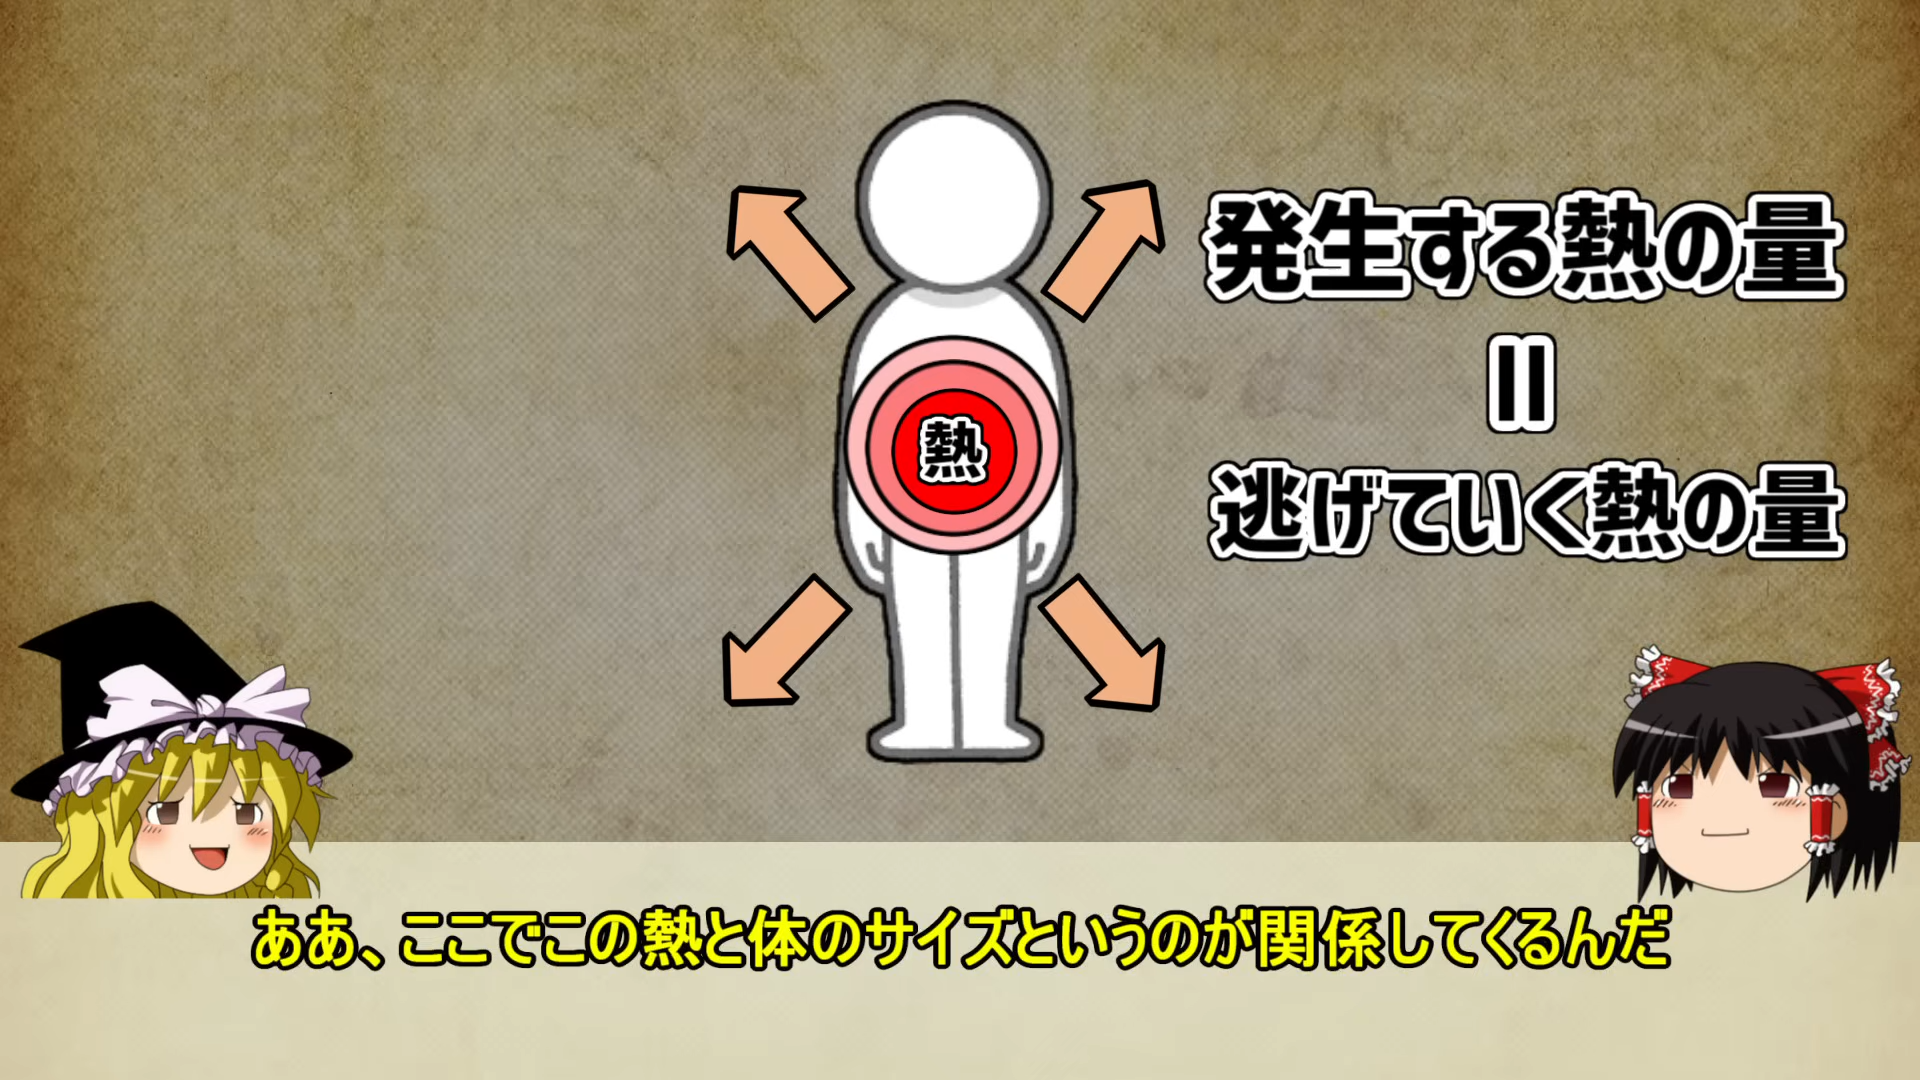 発生する熱の量
=
逃げていく熱の量
熱
ああ、ここでこの熱と体のサイズというのが関係してくるんだ